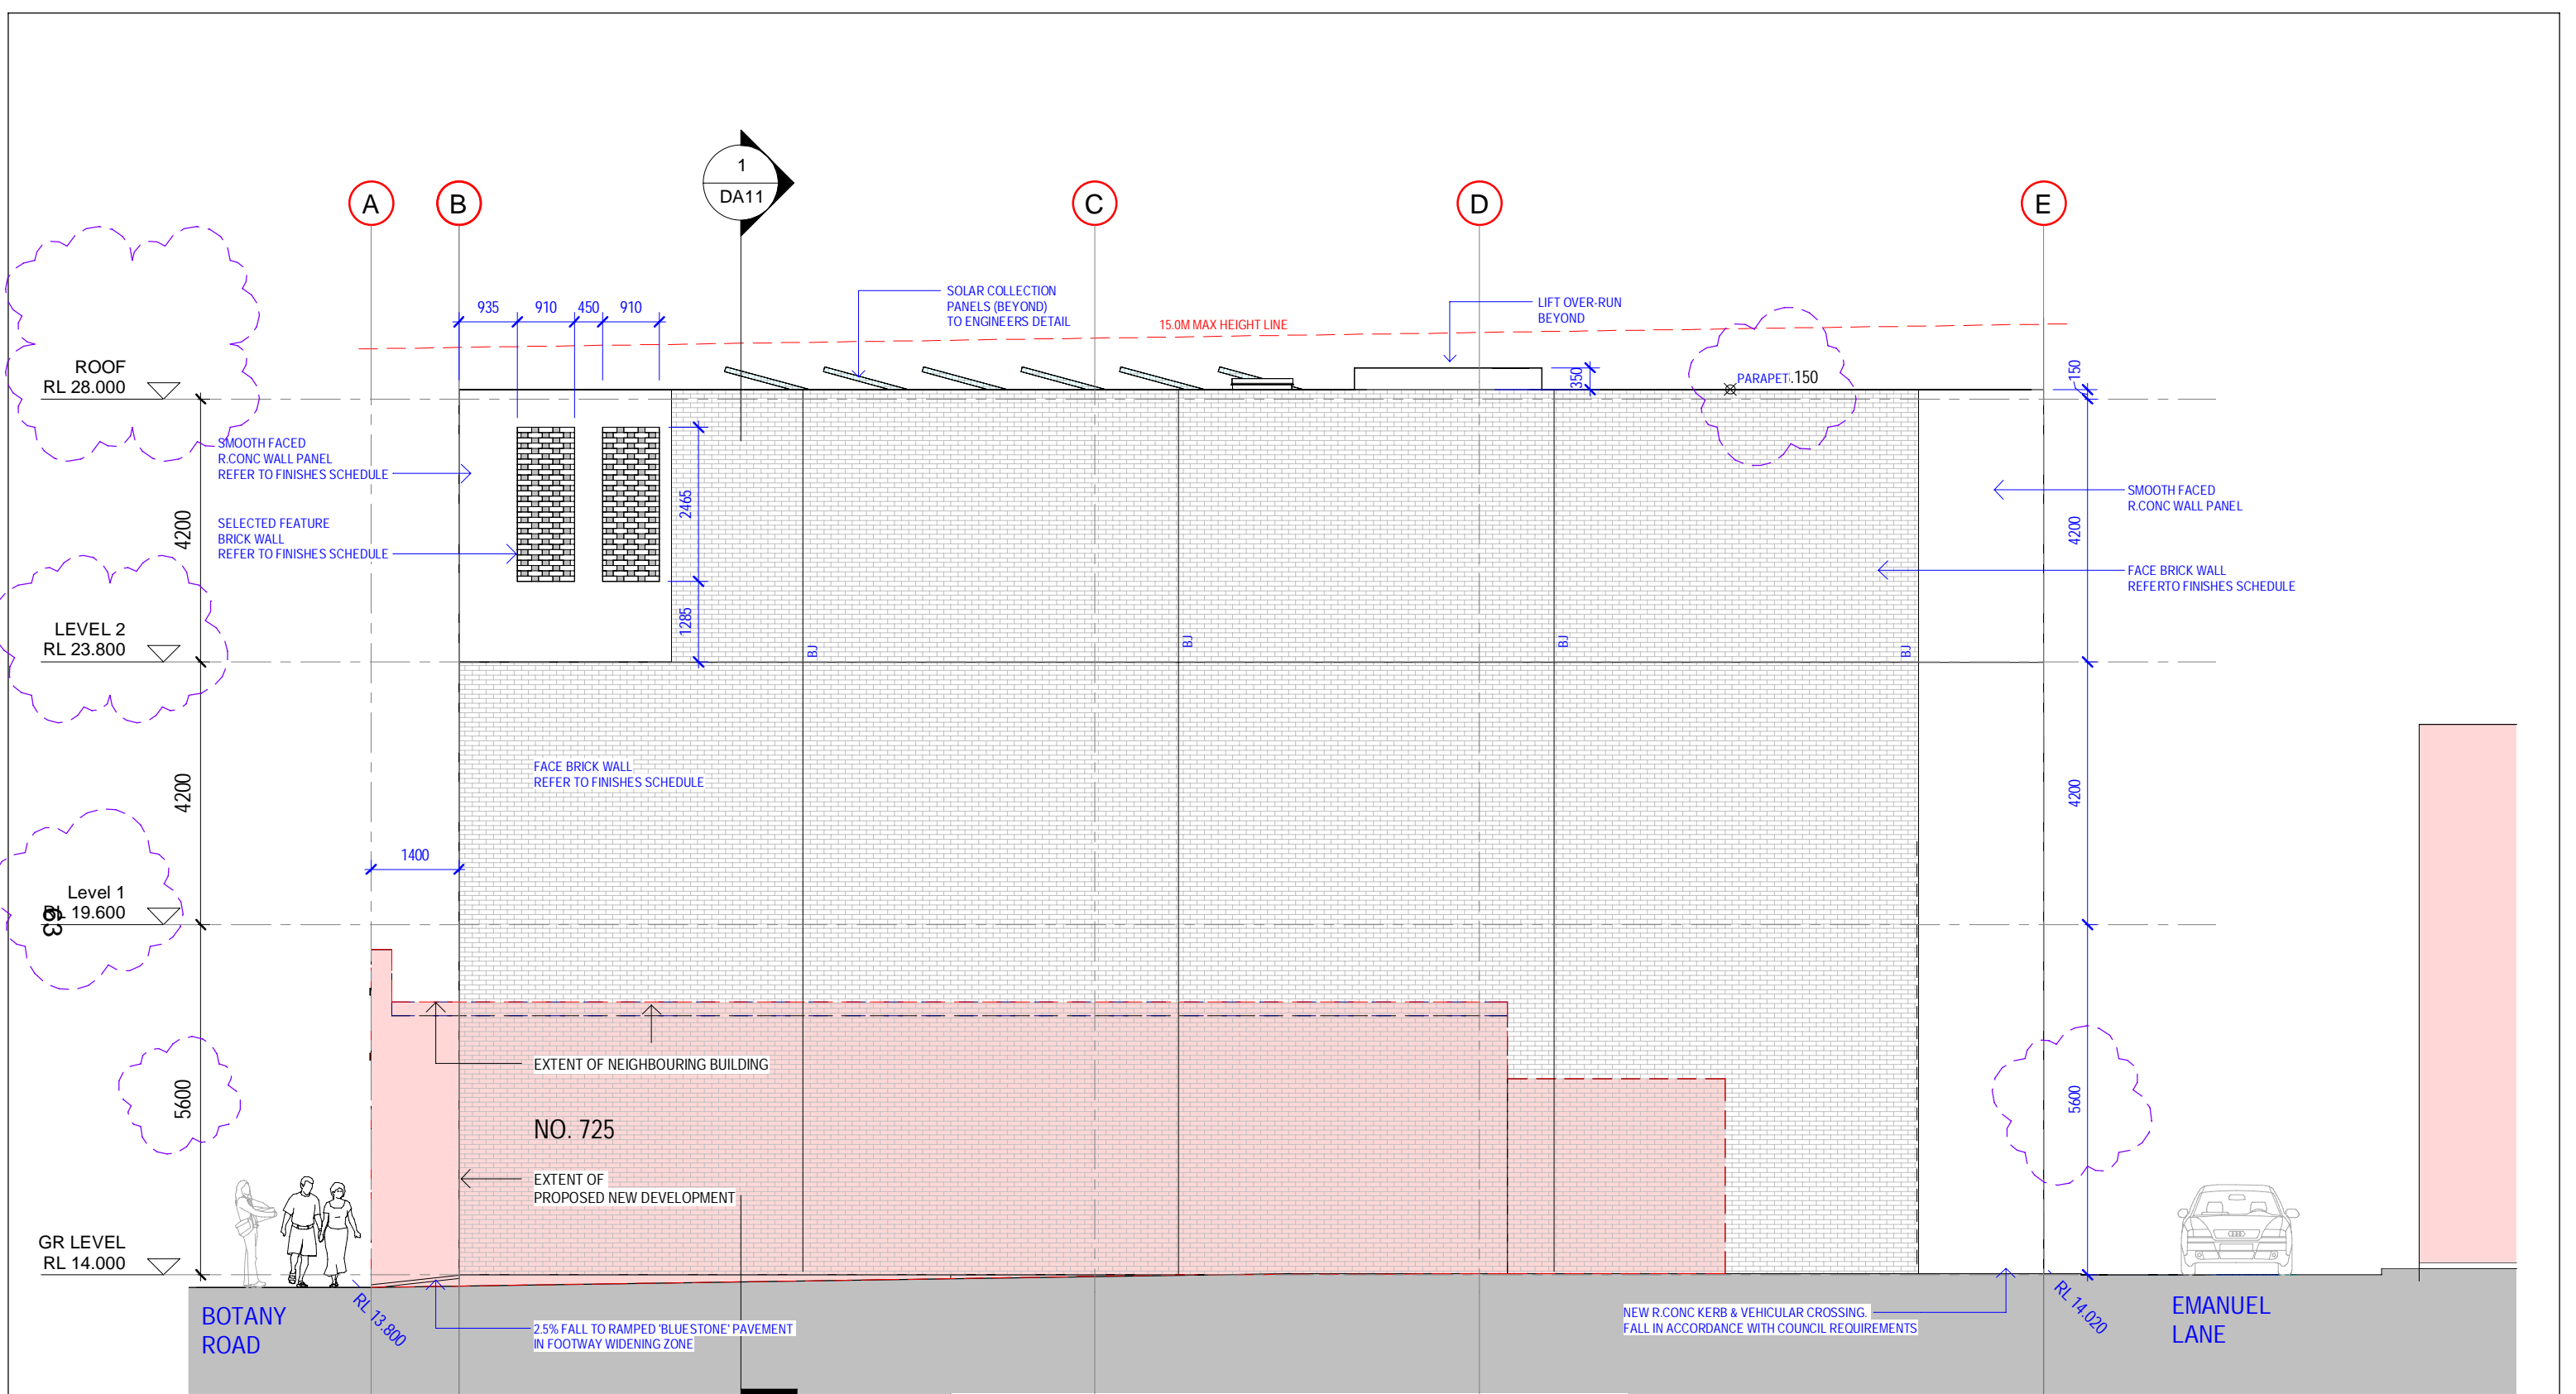 1
DA11
A
B
C
D
E
935
910
450
910
SOLAR COLLECTION
PANELS (BEYOND)
TO ENGINEERS DETAIL
15.0M MAX HEIGHT LINE
LIFT OVER-RUN
BEYOND
350
PARAPET
.150
150
ROOF
RL 28.000
SMOOTH FACED
R.CONC WALL PANEL
REFER TO FINISHES SCHEDULE
SELECTED FEATURE
BRICK WALL
REFER TO FINISHES SCHEDULE
4200
2465
1285
SMOOTH FACED
R.CONC WALL PANEL
4200
FACE BRICK WALL
REFERTO FINISHES SCHEDULE
LEVEL 2
RL 23.800
BJ
BJ
BJ
BJ
FACE BRICK WALL
REFER TO FINISHES SCHEDULE
4200
4200
1400
Level 1
RL 19.600
63
EXTENT OF NEIGHBOURING BUILDING
5600
5600
NO. 725
EXTENT OF
PROPOSED NEW DEVELOPMENT
GR LEVEL
RL 14.000
BOTANY
ROAD
RL 13.800
2.5% FALL TO RAMPED 'BLUESTONE' PAVEMENT
IN FOOTWAY WIDENING ZONE
NEW R.CONC KERB & VEHICULAR CROSSING.
FALL IN ACCORDANCE WITH COUNCIL REQUIREMENTS
RL 14.020
EMANUEL
LANE